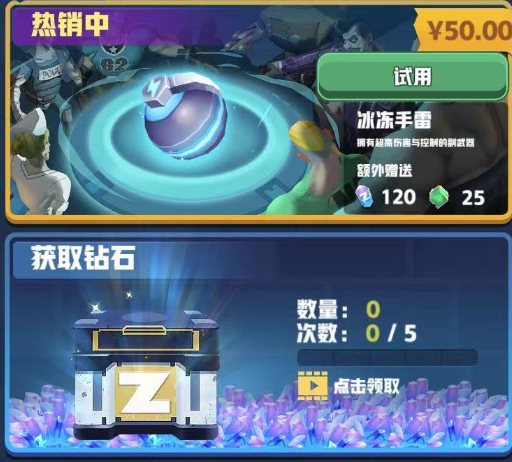 热销中
¥50.00
62
试用
冰冻手雷
拥有超高伤害与控制的副武器
额外赠送
Z 120 25
获取钻石
数量： 0
次数： 0 / 5
Z
点击领取